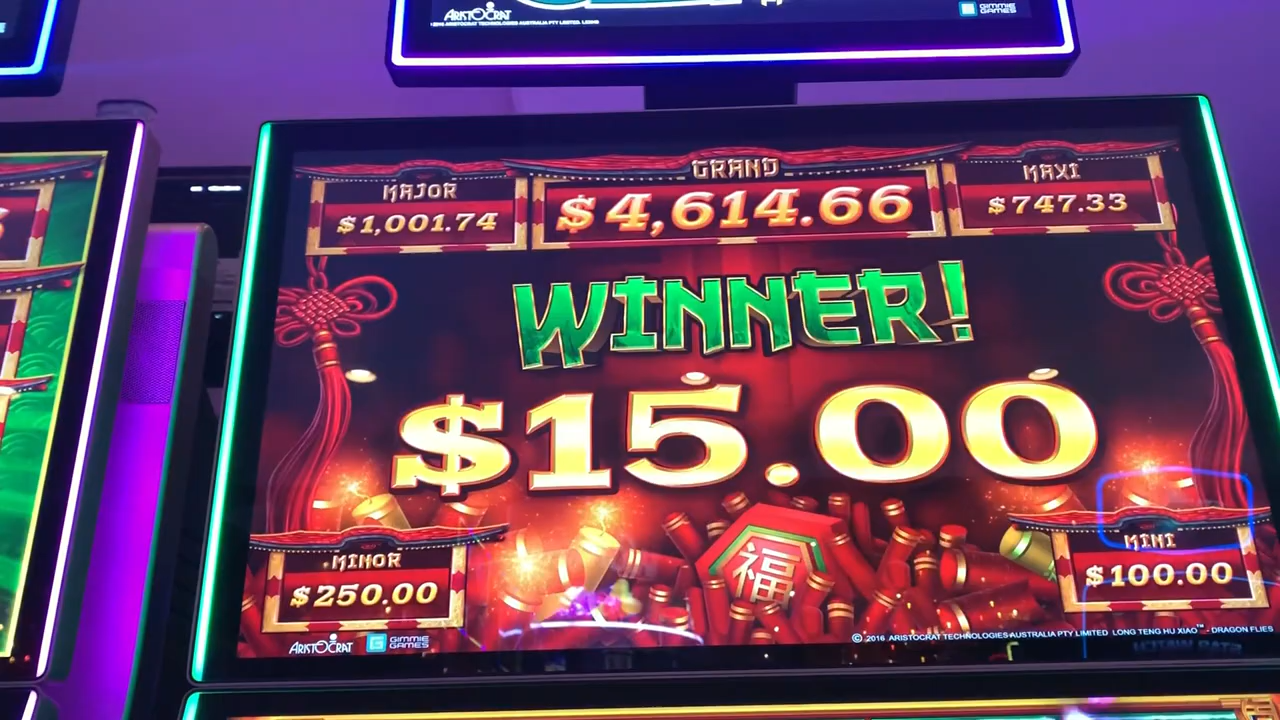 ARISTOCRAT
GIMMIE GAMES
MAJOR
$1,001.74
GRAND
$4,614.66
MAXI
$747.33
WINNER!
$15.00
福
MINOR
$250.00
MINI
$100.00
ARISTOCRAT
GIMMIE GAMES
© 2016 ARISTOCRAT TECHNOLOGIES AUSTRALIA PTY LIMITED LONG TENG HU XIAO™ - DRAGON FLIES